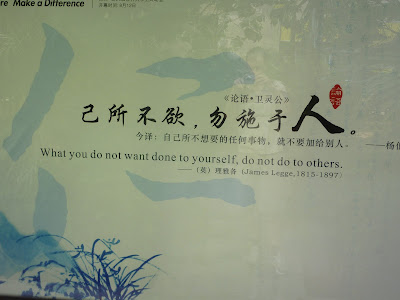 re Make a Difference
《论语·卫灵公》
己所不欲，勿施于人。
今译：自己所不想要的任何事物，就不要加给别人。 ——杨伯
What you do not want done to yourself, do not do to others.
——（英）理雅各（James Legge,1815-1897）
仁